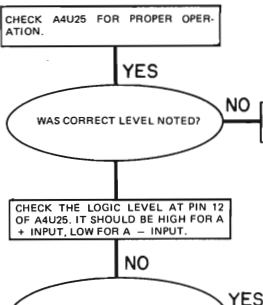 CHECK A4U25 FOR PROPER OPER-
ATION.
YES
NO
WAS CORRECT LEVEL NOTED?
CHECK THE LOGIC LEVEL AT PIN 12
OF A4U25. IT SHOULD BE HIGH FOR A
+ INPUT, LOW FOR A − INPUT.
NO
YES